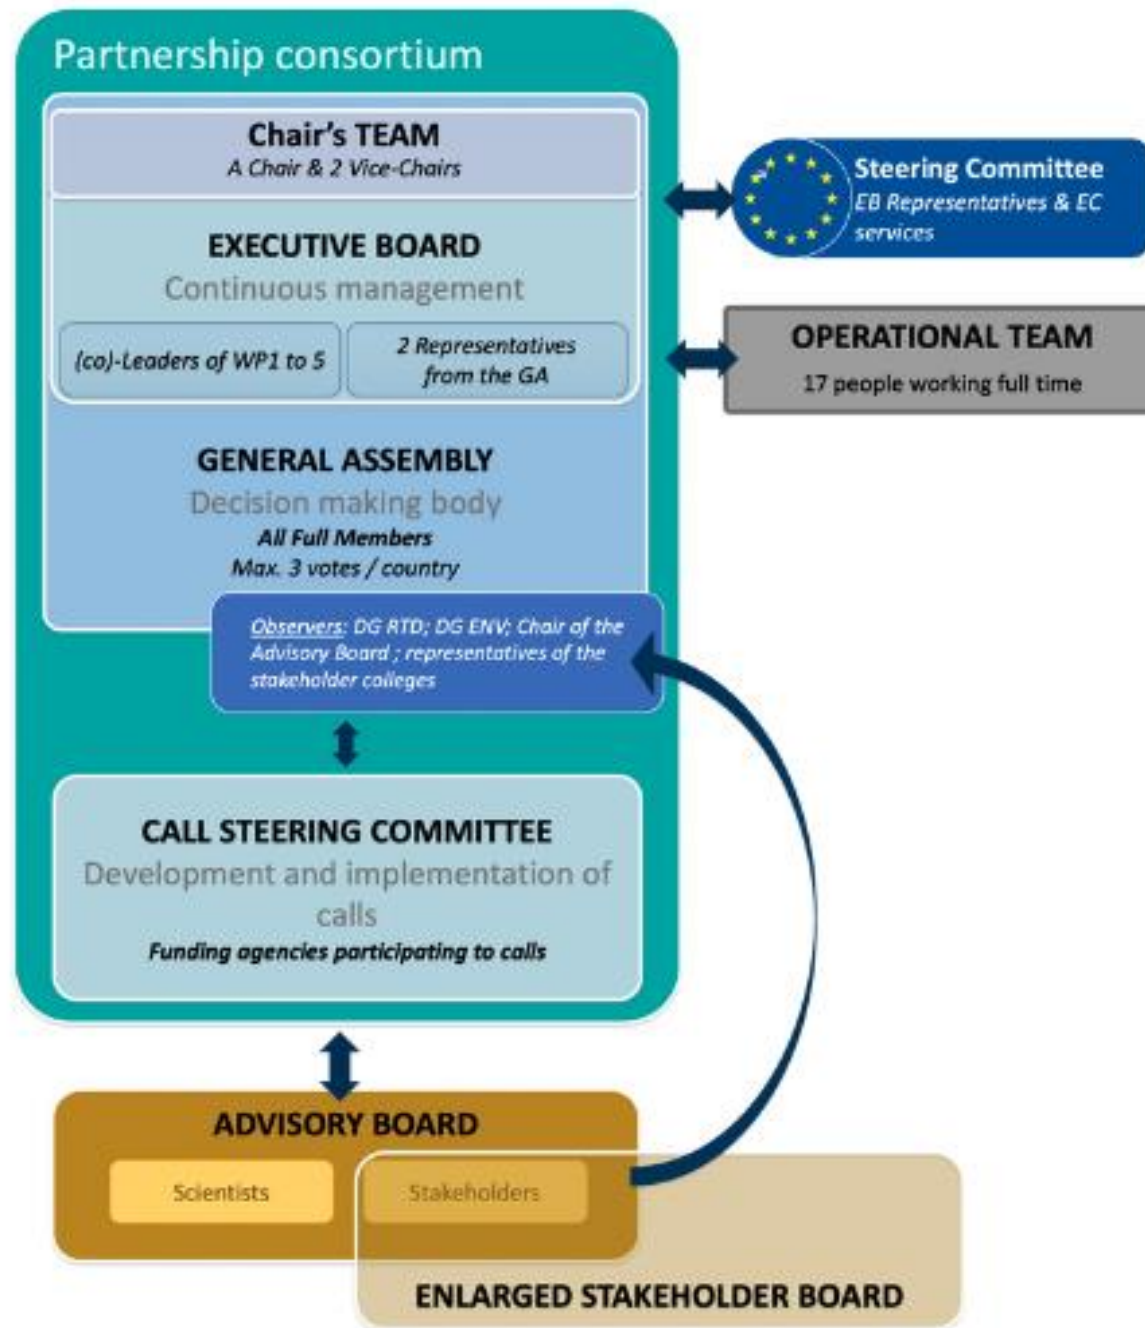 Partnership consortium
Chair's TEAM
A Chair & 2 Vice-Chairs
EXECUTIVE BOARD
Continuous management
(co)-Leaders of WP1 to 5
2 Representatives
from the GA
GENERAL ASSEMBLY
Decision making body
All Full Members
Max. 3 votes / country
Observers: DG RTD; DG ENV; Chair of the
Advisory Board ; representatives of the
stakeholder colleges
CALL STEERING COMMITTEE
Development and implementation of
calls
Funding agencies participating to calls
Steering Committee
EB Representatives & EC
services
OPERATIONAL TEAM
17 people working full time
ADVISORY BOARD
Scientists
Stakeholders
ENLARGED STAKEHOLDER BOARD